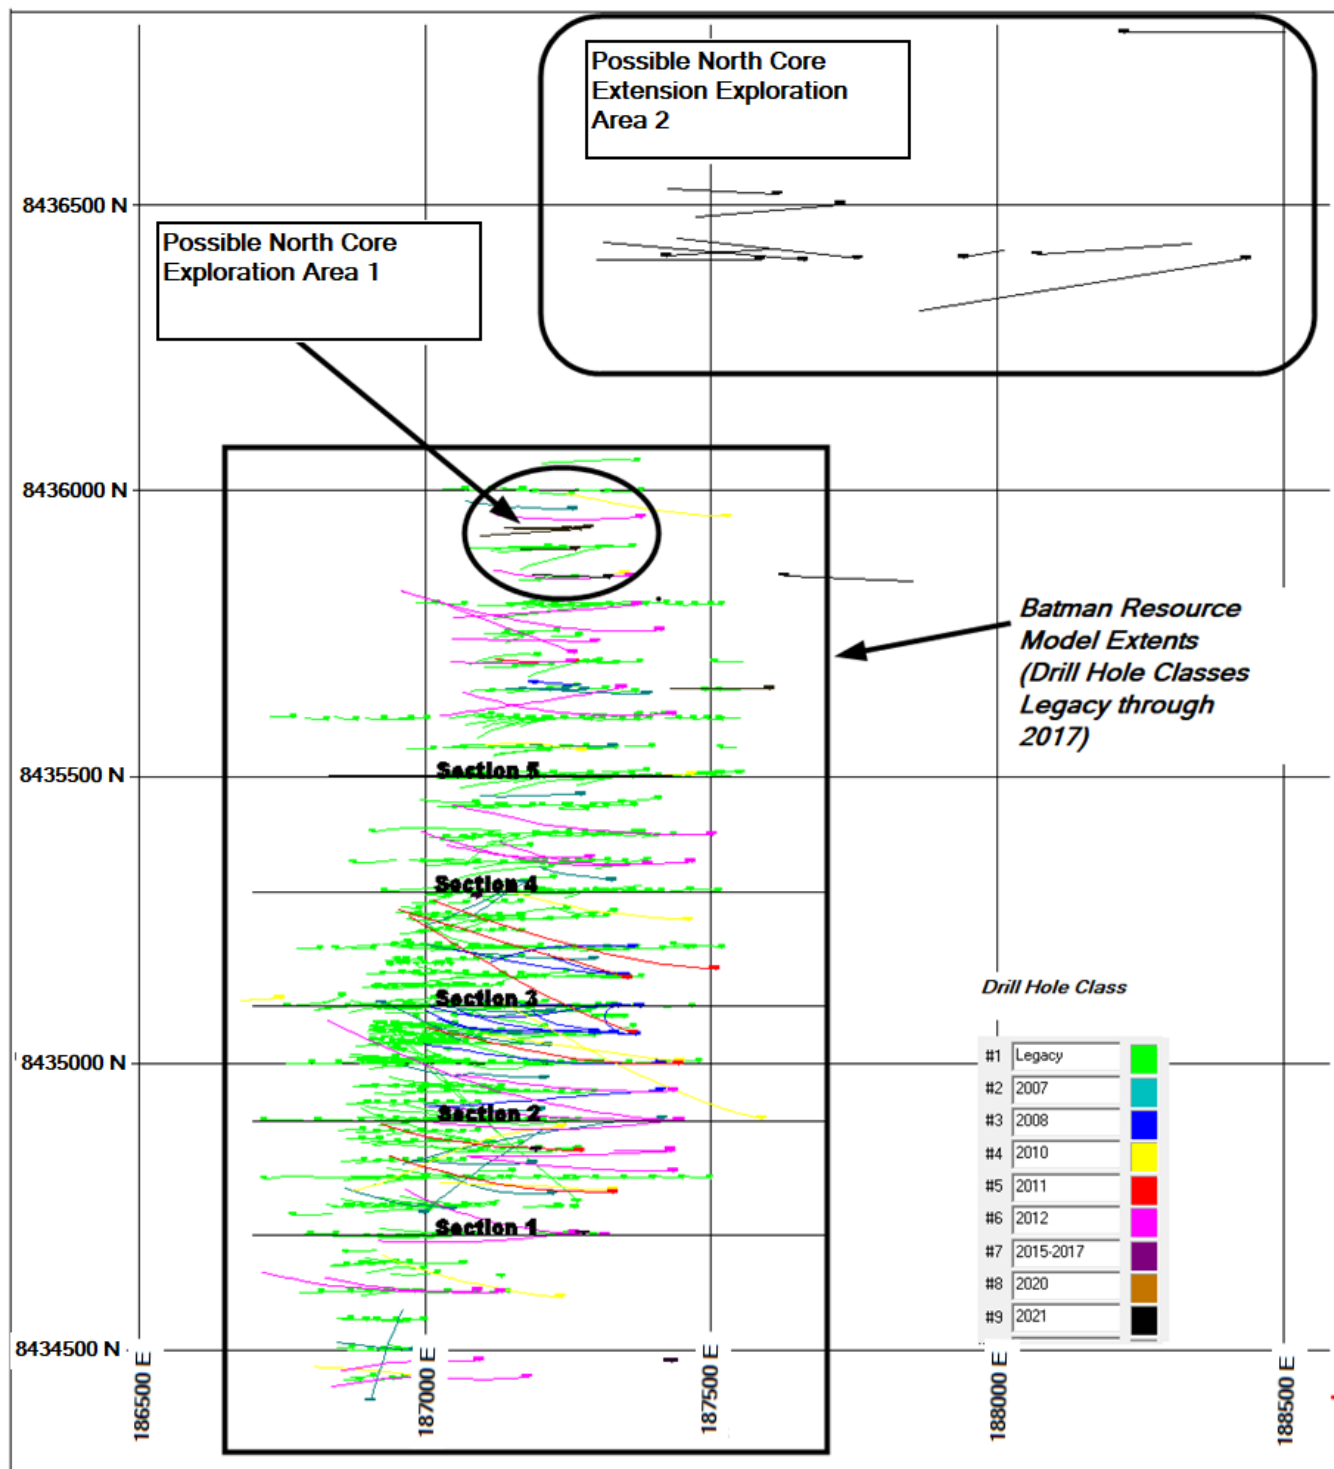 Possible North Core
Extension Exploration
Area 2
8436500 N
Possible North Core
Exploration Area 1
8436000 N
Batman Resource
Model Extents
(Drill Hole Classes
Legacy through
2017)
8435500 N
Section 5
Section 4
Section 3
Drill Hole Class
8435000 N
#1 Legacy
#2 2007
#3 2008
Section 2
#4 2010
#5 2011
#6 2012
Section 1
#7 2015-2017
#8 2020
#9 2021
8434500 N
186500 E
187000 E
187500 E
188000 E
188500 E